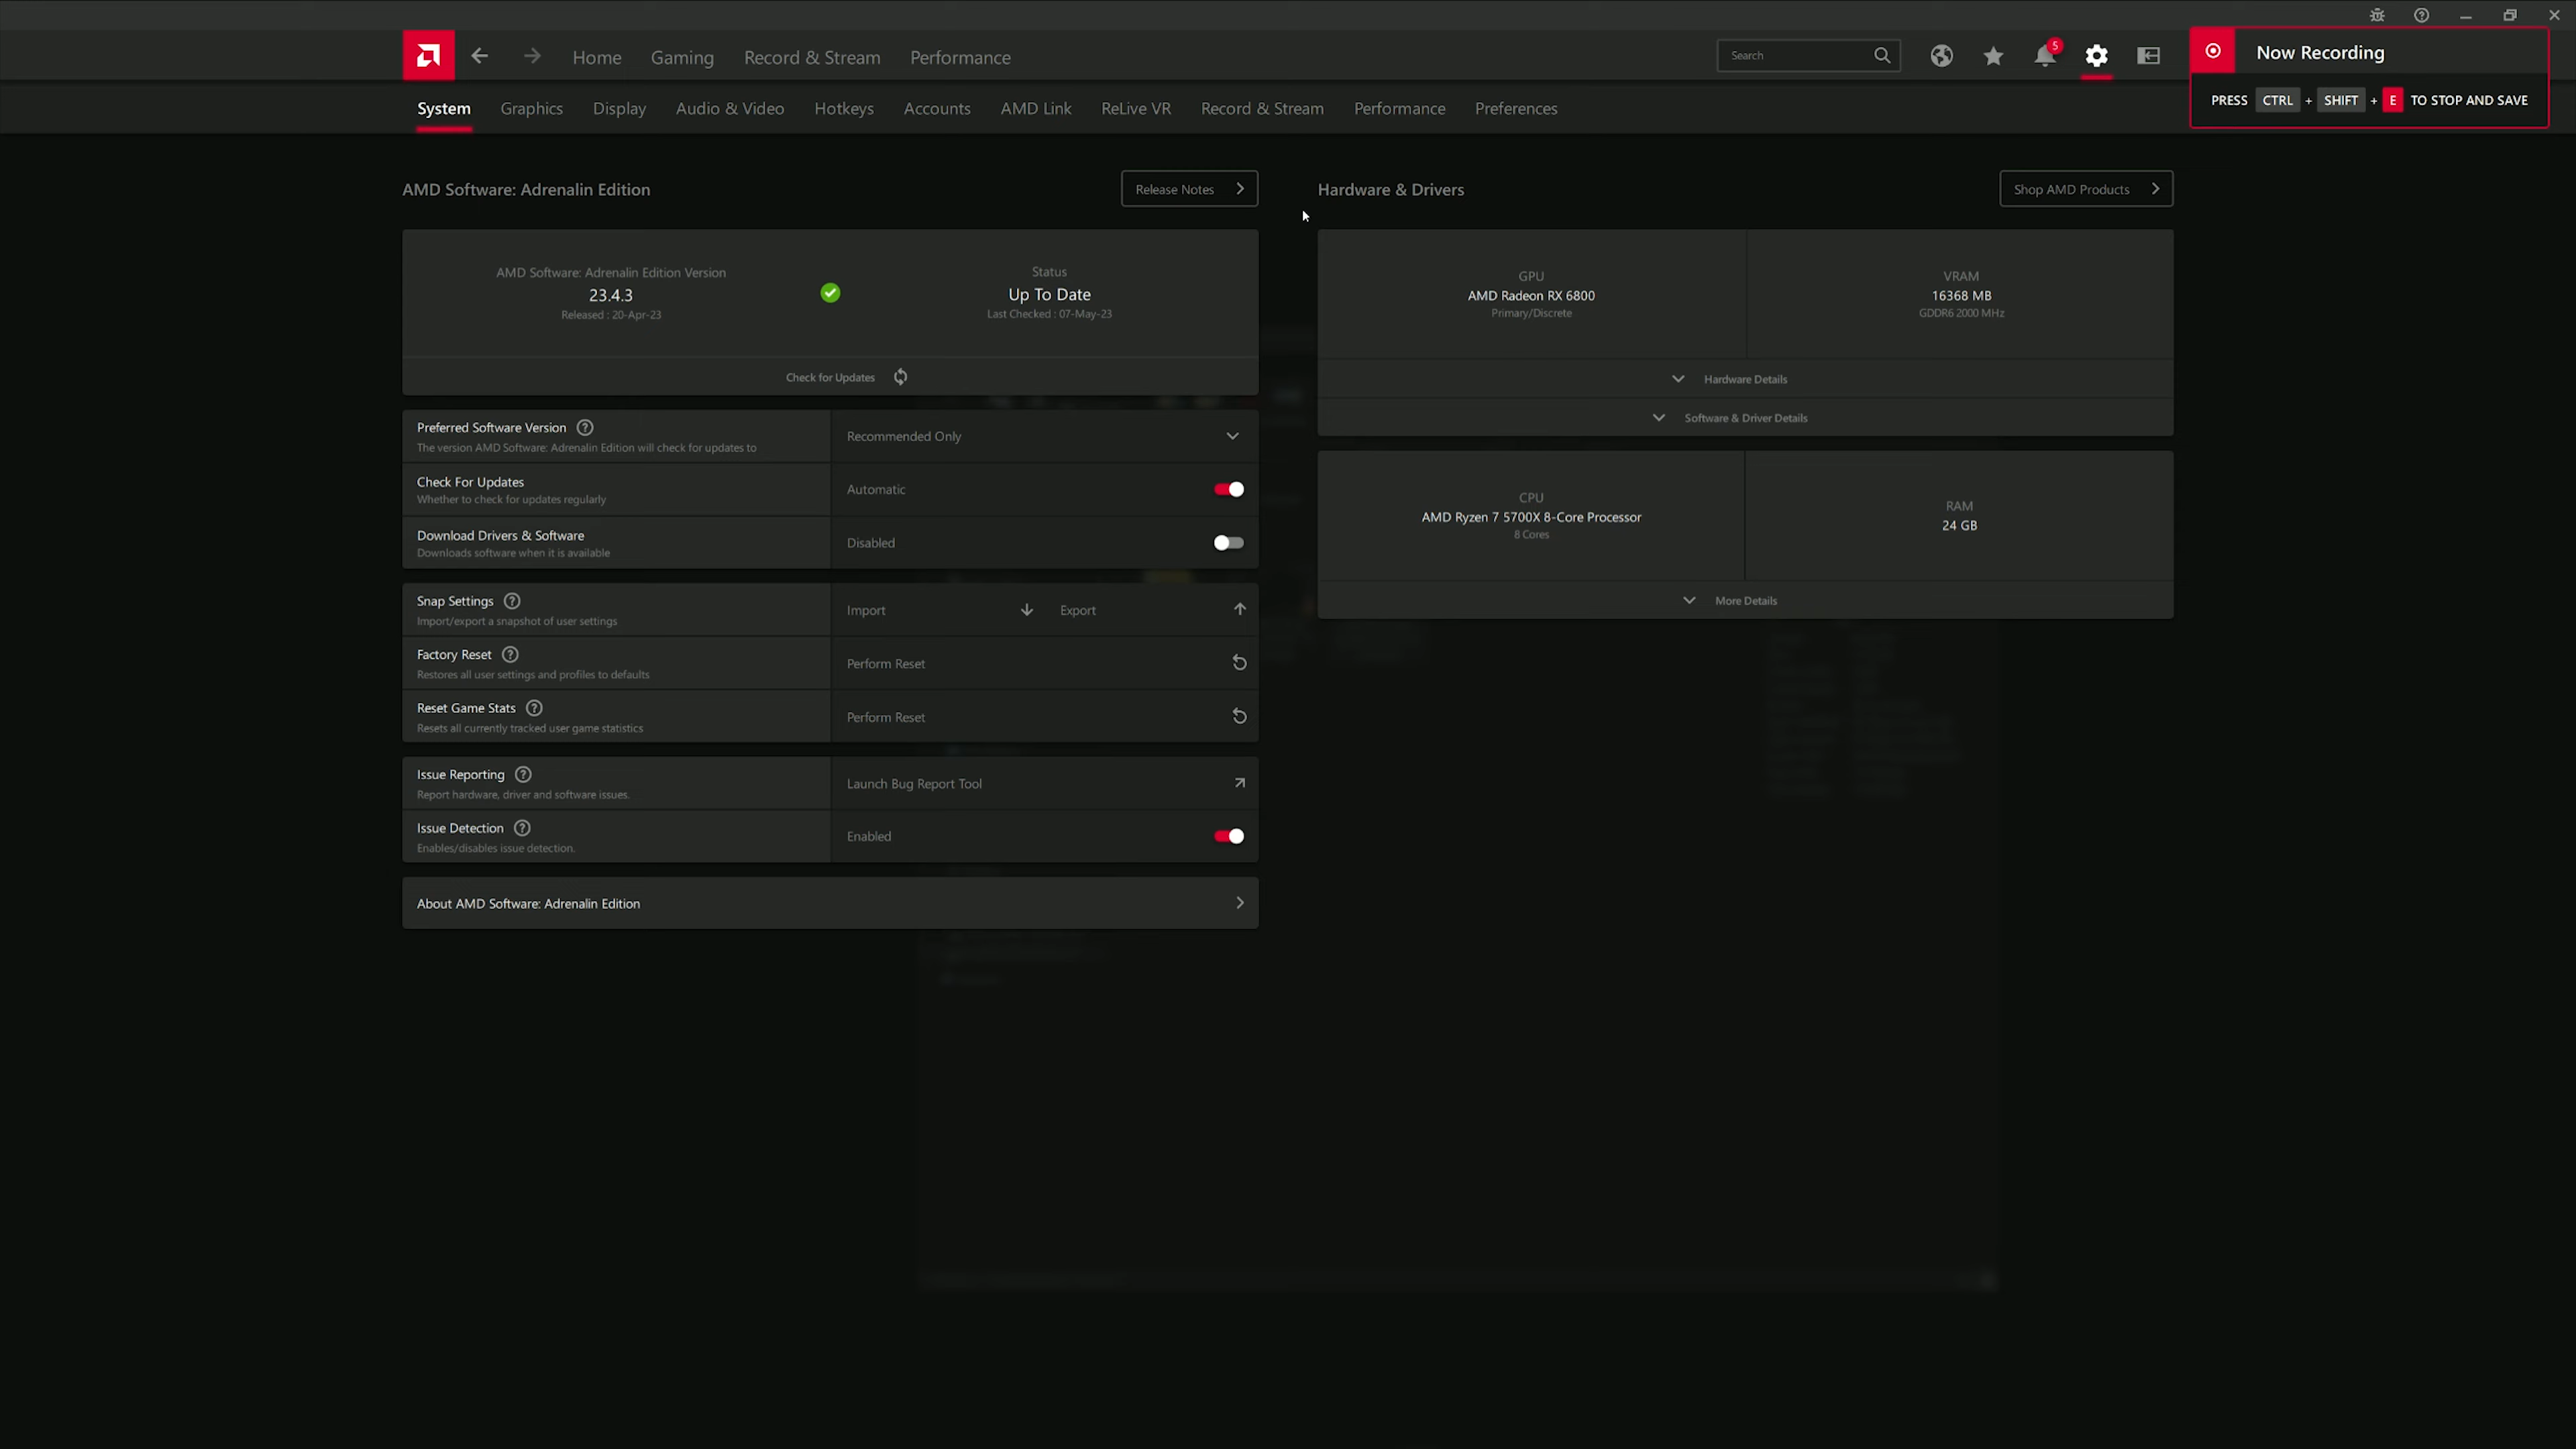 Home Gaming Record & Stream Performance
Search
5
Now Recording
PRESS CTRL + SHIFT + E TO STOP AND SAVE
System Graphics Display Audio & Video Hotkeys Accounts AMD Link ReLive VR Record & Stream Performance Preferences
AMD Software: Adrenalin Edition
Release Notes
AMD Software: Adrenalin Edition Version
23.4.3
Released : 20-Apr-23
Status
Up To Date
Last Checked : 07-May-23
Check for Updates
Preferred Software Version
The version AMD Software: Adrenalin Edition will check for updates to
Recommended Only
Check For Updates
Whether to check for updates regularly
Automatic
Download Drivers & Software
Downloads software when it is available
Disabled
Snap Settings
Import/export a snapshot of user settings
Import
Export
Factory Reset
Restores all user settings and profiles to defaults
Perform Reset
Reset Game Stats
Resets all currently tracked user game statistics
Perform Reset
Issue Reporting
Report hardware, driver and software issues.
Launch Bug Report Tool
Issue Detection
Enables/disables issue detection.
Enabled
About AMD Software: Adrenalin Edition
Hardware & Drivers
Shop AMD Products
GPU
AMD Radeon RX 6800
Primary/Discrete
VRAM
16368 MB
GDDR6 2000 MHz
Hardware Details
Software & Driver Details
CPU
AMD Ryzen 7 5700X 8-Core Processor
8 Cores
RAM
24 GB
More Details